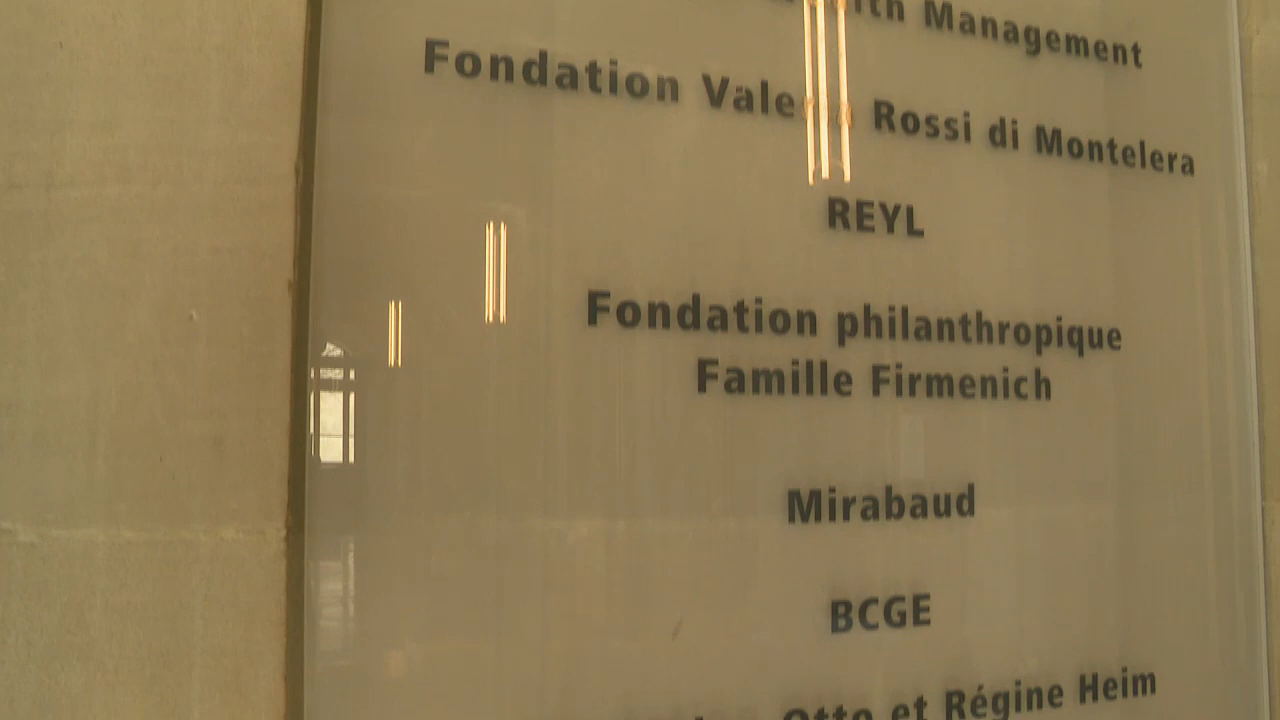 Management
Fondation Rossi di Montelera
REYL
Fondation philanthropique
Famille Firmenich
Mirabaud
BCGE
Otto et Régine Heim